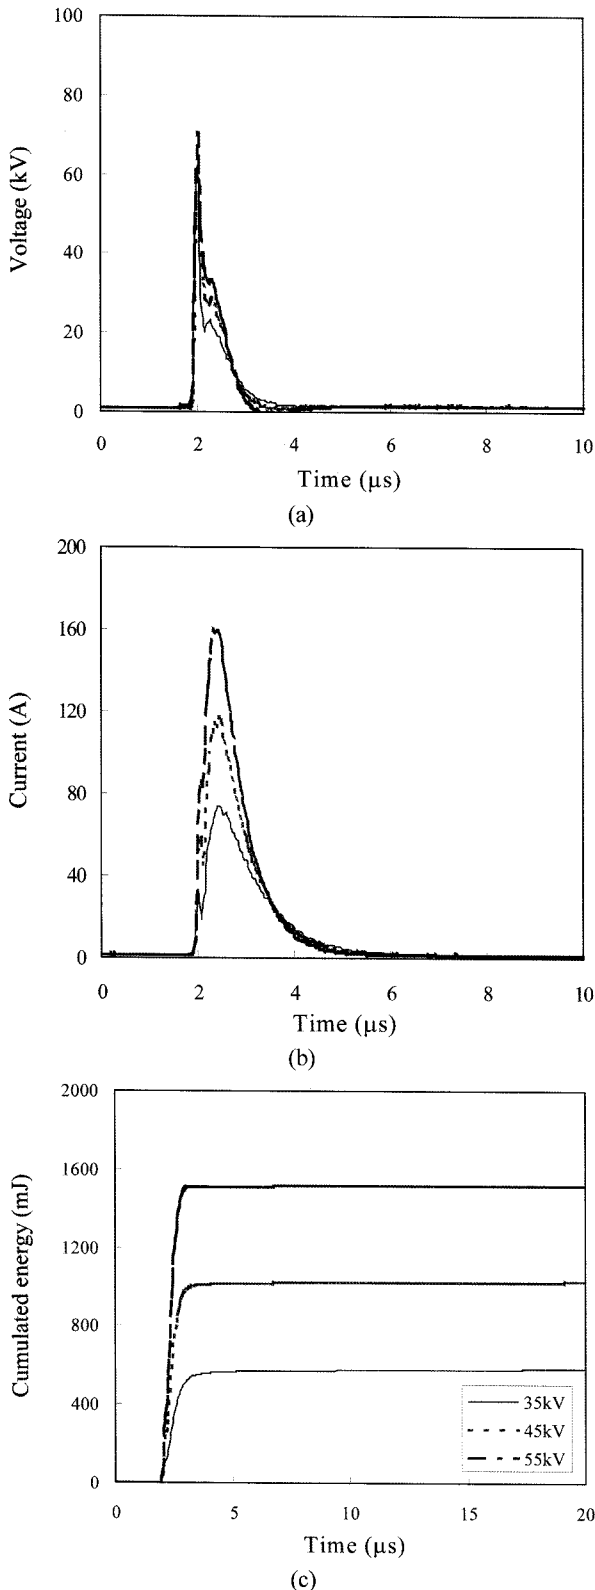 100
80
60
40
20
0
Voltage (kV)
0 2 4 6 8 10
Time (μs)
(a)
200
160
120
80
40
0
Current (A)
0 2 4 6 8 10
Time (μs)
(b)
2000
1600
1200
800
400
0
Cumulated energy (mJ)
35kV
45kV
55kV
0 5 10 15 20
Time (μs)
(c)